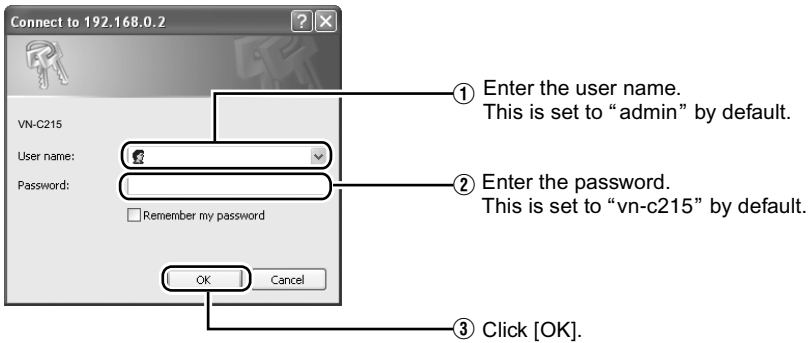 Connect to 192.168.0.2
VN-C215
User name:
Password:
Remember my password
OK
Cancel
① Enter the user name.
This is set to “admin” by default.
② Enter the password.
This is set to “vn-c215” by default.
③ Click [OK].